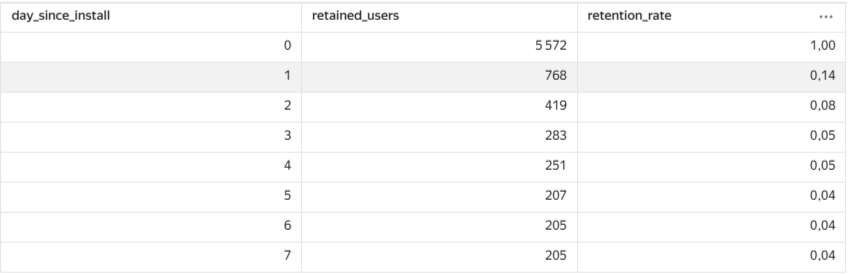 day_since_install retained_users retention_rate ...
0 5 572 1,00
1 768 0,14
2 419 0,08
3 283 0,05
4 251 0,05
5 207 0,04
6 205 0,04
7 205 0,04